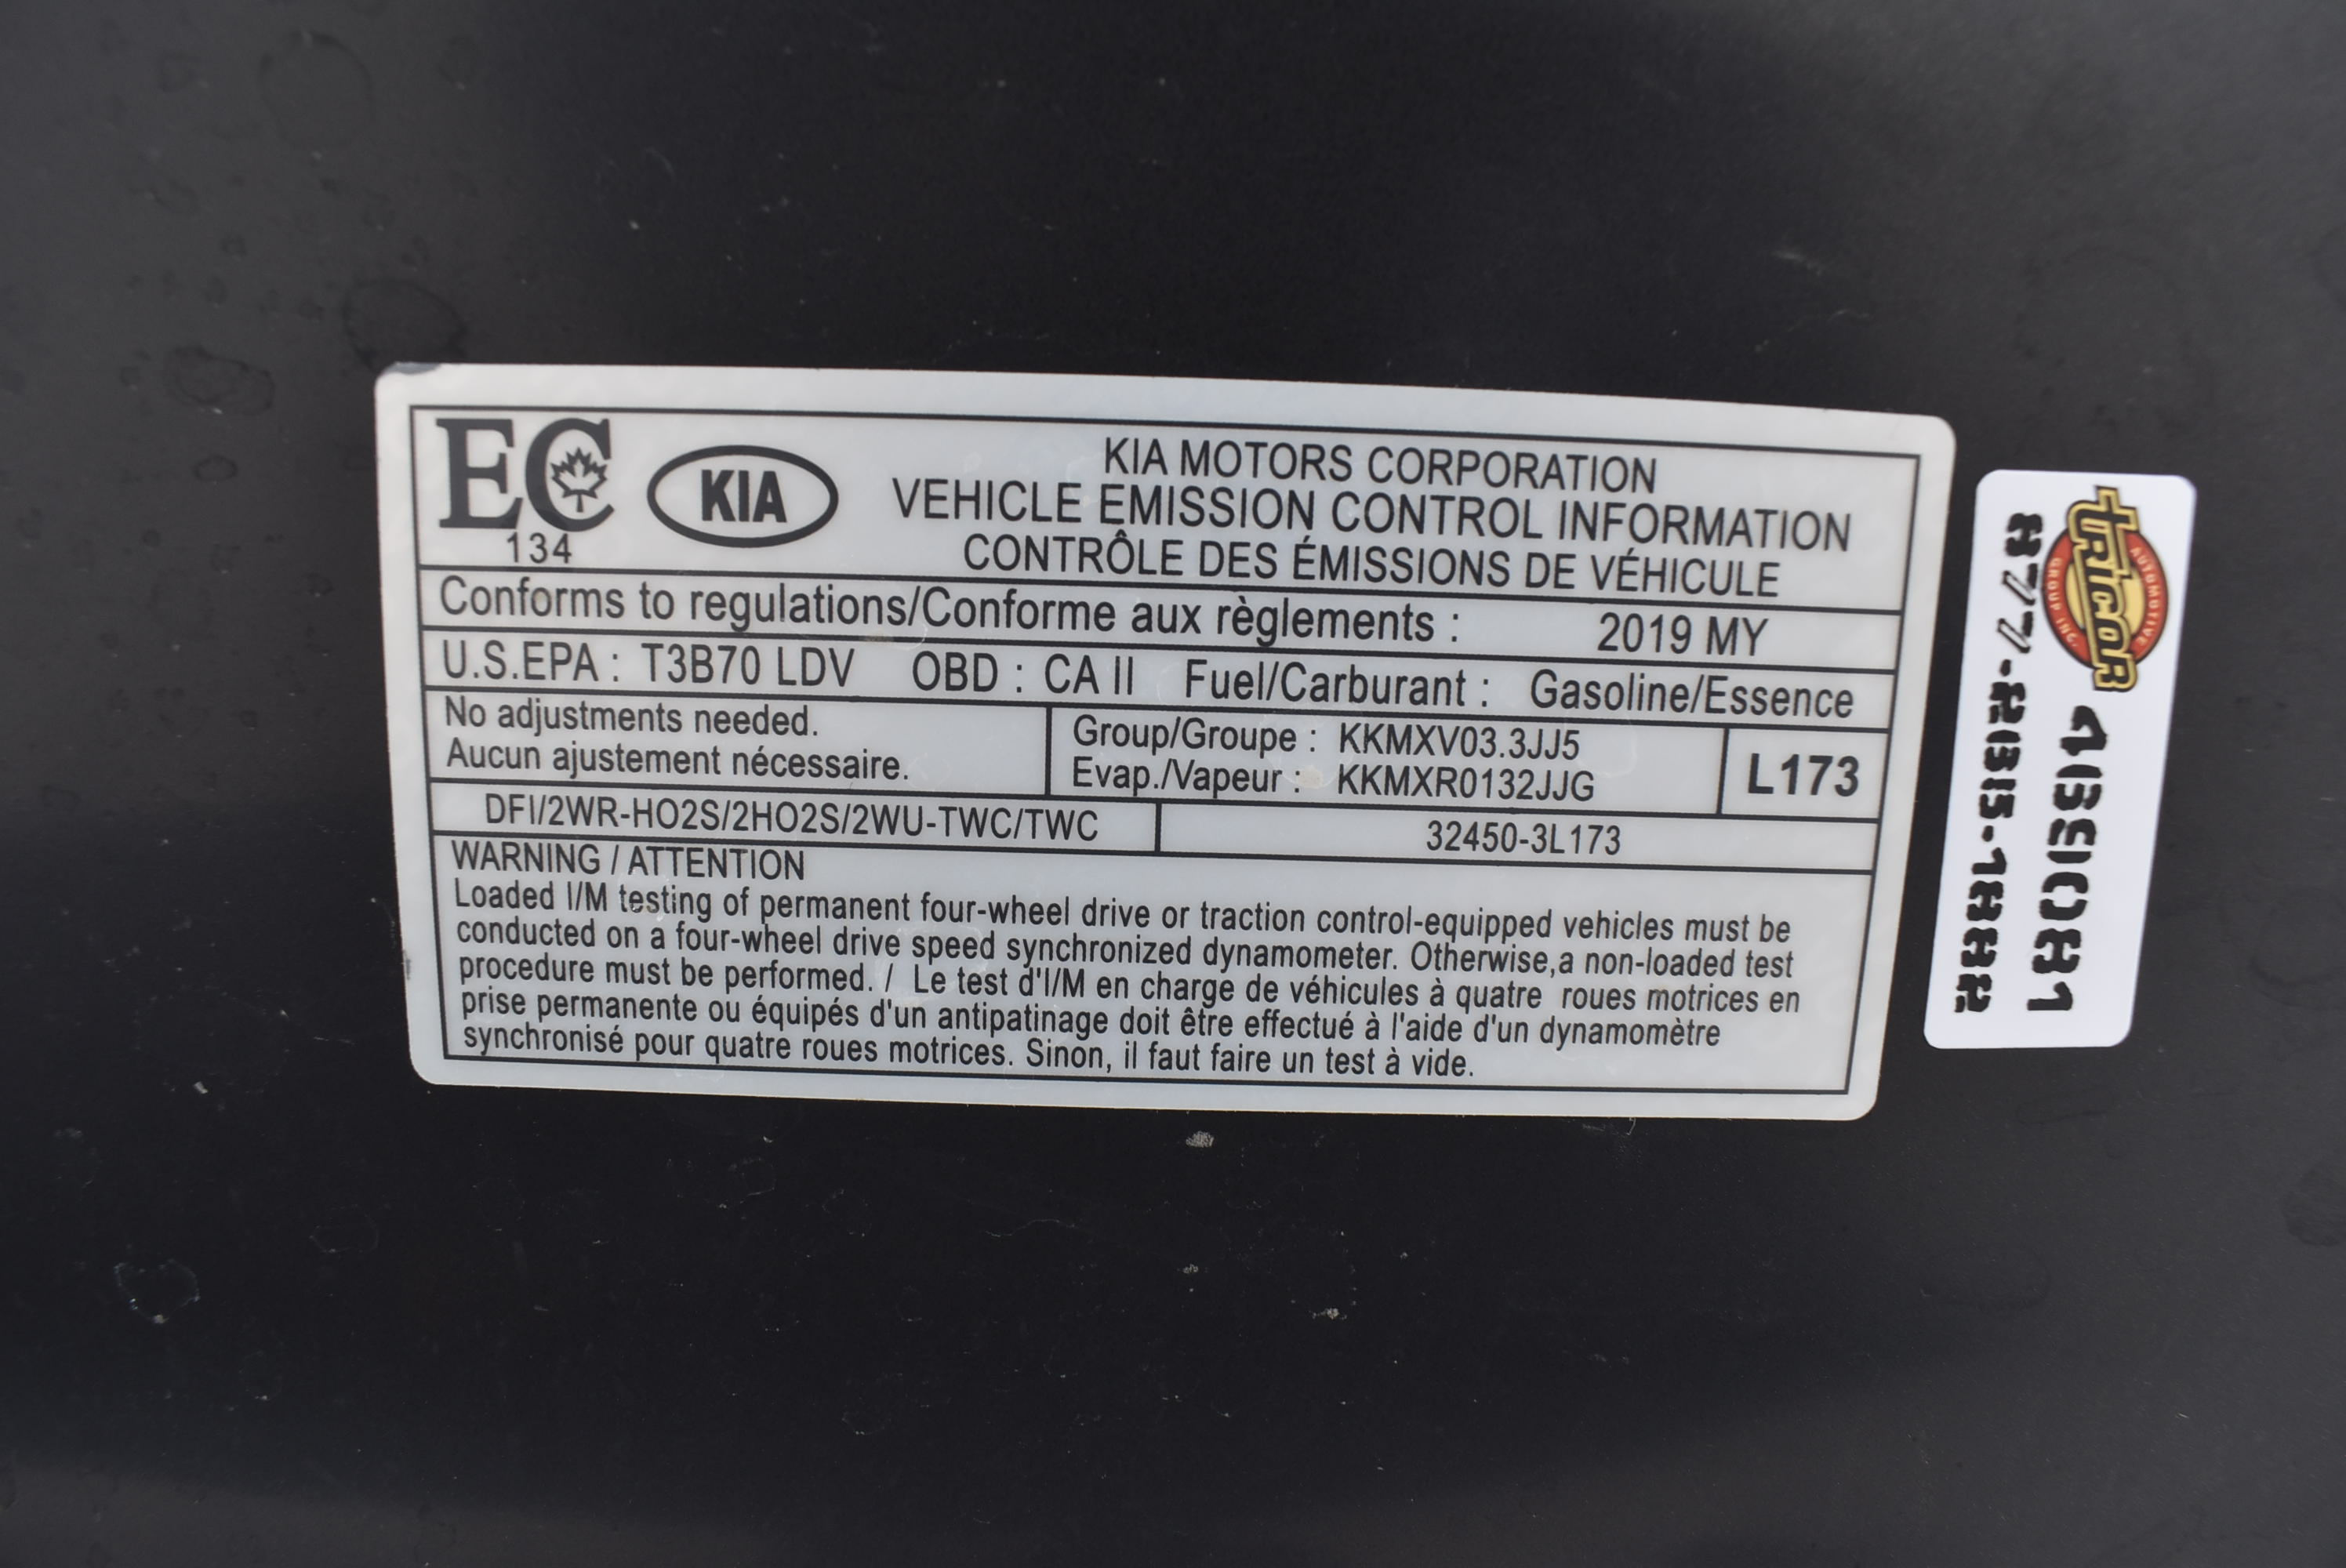 EC
134
KIA
KIA MOTORS CORPORATION
VEHICLE EMISSION CONTROL INFORMATION
CONTRÔLE DES ÉMISSIONS DE VÉHICULE
Conforms to regulations/Conforme aux règlements : 2019 MY
U.S.EPA : T3B70 LDV OBD : CA II Fuel/Carburant : Gasoline/Essence
No adjustments needed.
Aucun ajustement nécessaire.
Group/Groupe : KKMXV03.3JJ5
Evap./Vapeur : KKMXR0132JJG
L173
DFI/2WR-HO2S/2HO2S/2WU-TWC/TWC
32450-3L173
WARNING / ATTENTION
Loaded I/M testing of permanent four-wheel drive or traction control-equipped vehicles must be
conducted on a four-wheel drive speed synchronized dynamometer. Otherwise,a non-loaded test
procedure must be performed. / Le test d'I/M en charge de véhicules à quatre roues motrices en
prise permanente ou équipés d'un antipatinage doit être effectué à l'aide d'un dynamomètre
synchronisé pour quatre roues motrices. Sinon, il faut faire un test à vide.
TRICOR
AUTOMOTIVE
GROUP INC.